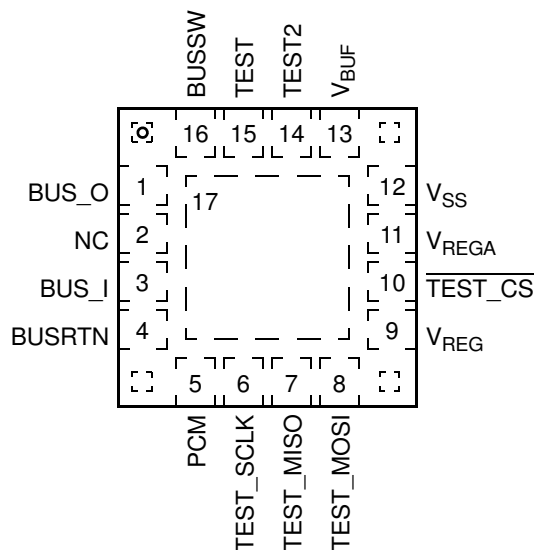 BUSSW
TEST
TEST2
VBUF
16
15
14
13
BUS_O
1
17
12
VSS
NC
2
11
VREGA
BUS_I
3
10
TEST_CS
BUSRTN
4
9
VREG
5
6
7
8
PCM
TEST_SCLK
TEST_MISO
TEST_MOSI